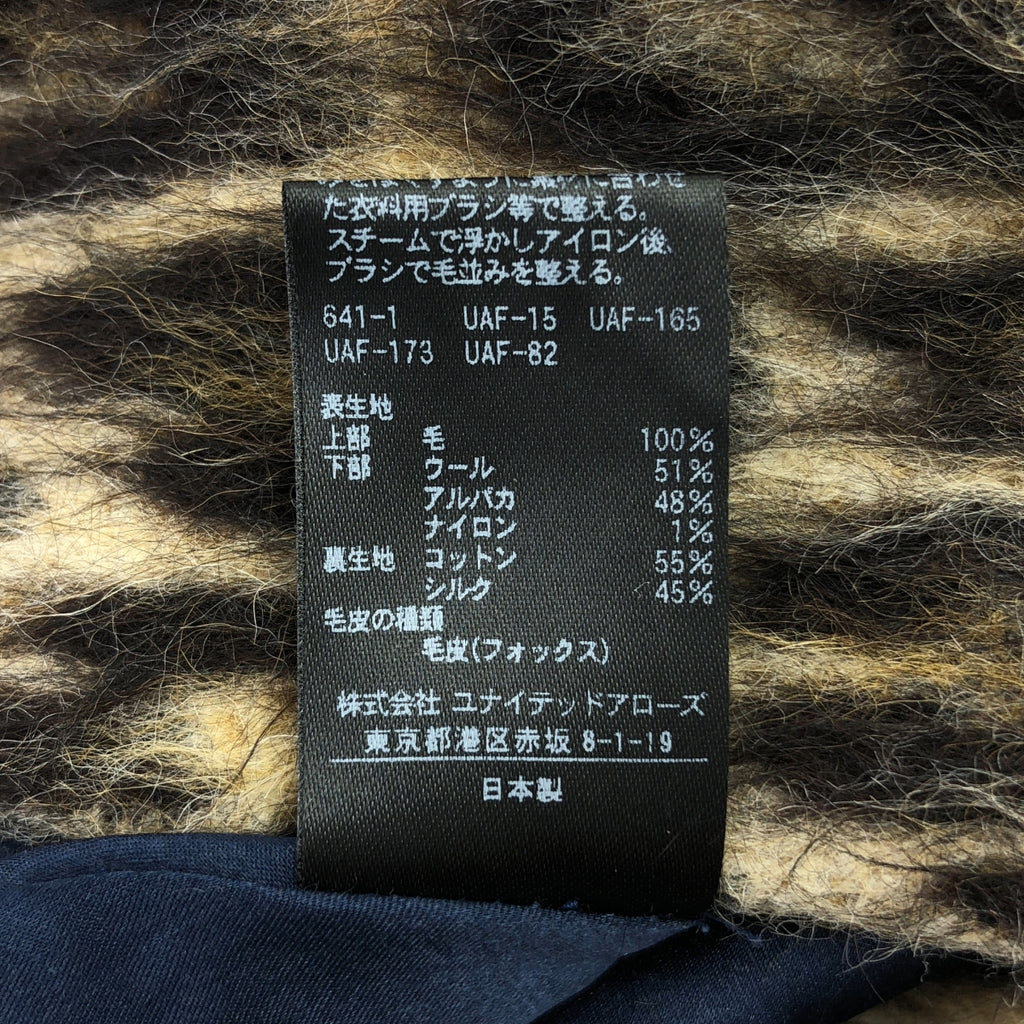 た衣料用ブラシ等で整える。
スチームで浮かしアイロン後、
ブラシで毛並みを整える。
641-1 UAF-15 UAF-165
UAF-173 UAF-82
表生地
上部 毛 100%
下部 ウール 51%
アルパカ 48%
ナイロン 1%
裏生地 コットン 55%
シルク 45%
毛皮の種類
毛皮(フォックス)
株式会社 ユナイテッドアローズ
東京都港区赤坂 8-1-19
日本製